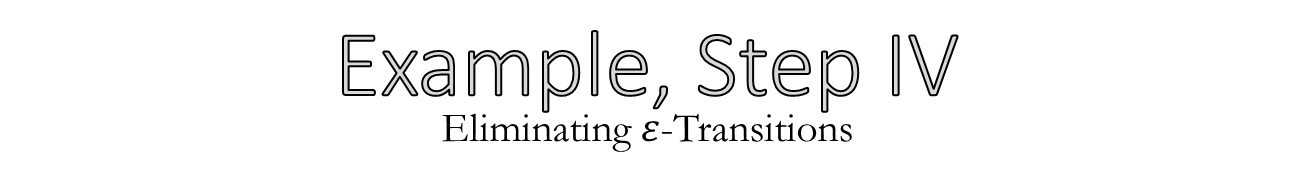 Example, Step IV
Eliminating 𝜺-Transitions